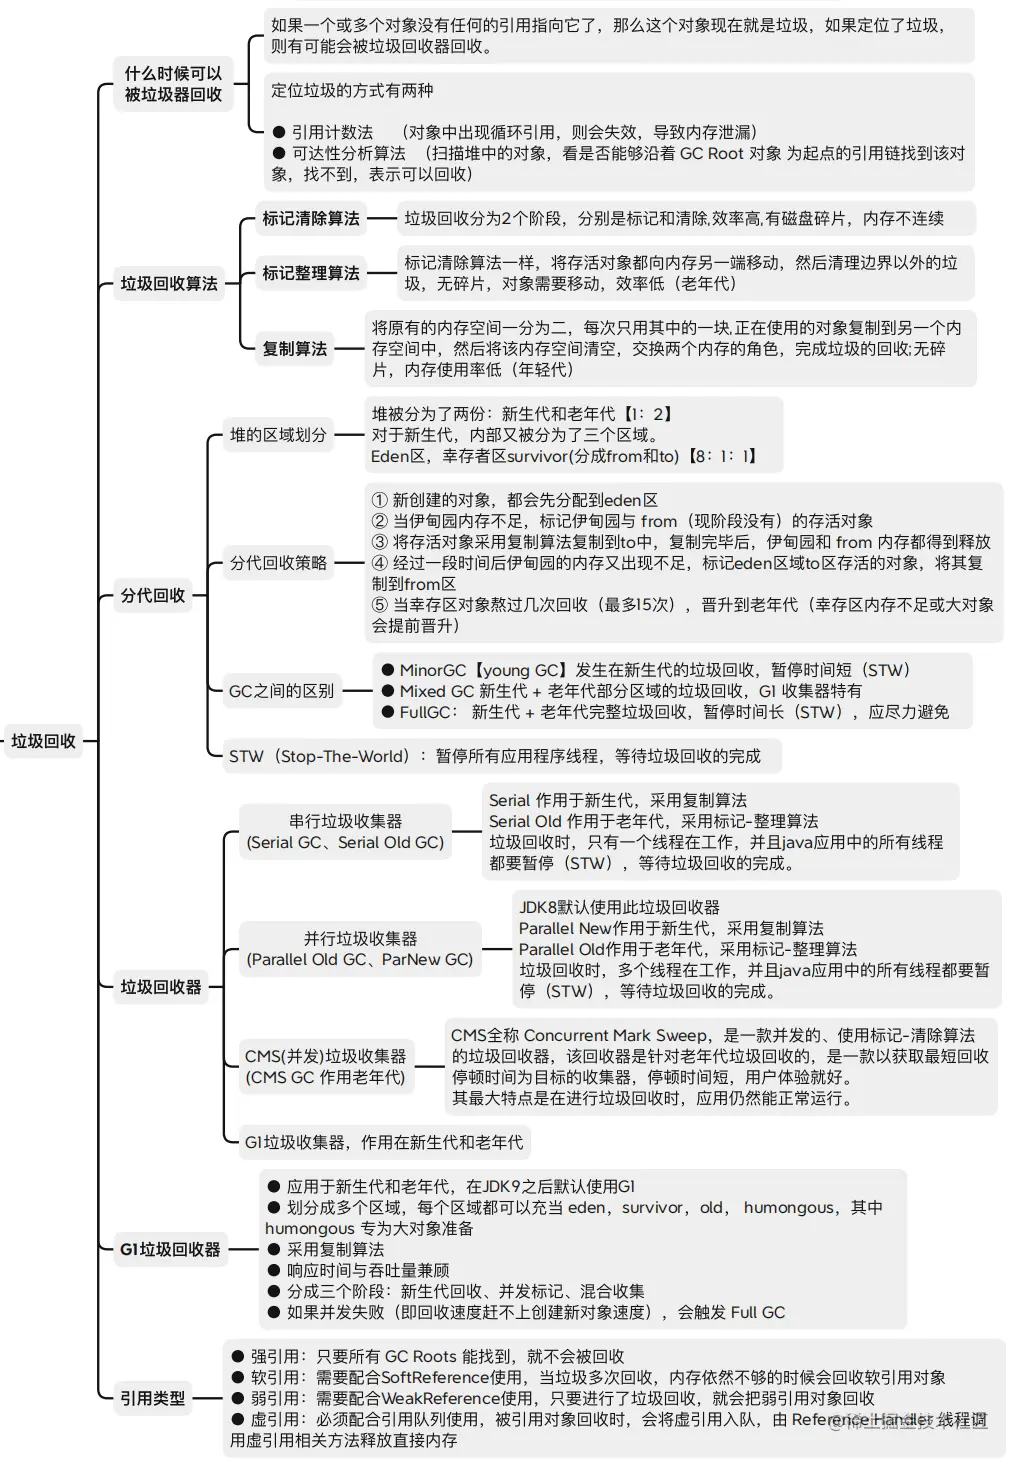 如果一个或多个对象没有任何的引用指向它了，那么这个对象现在就是垃圾，如果定位了垃圾，
则有可能会被垃圾回收器回收。
什么时候可以
被垃圾器回收
定位垃圾的方式有两种
● 引用计数法 （对象中出现循环引用，则会失效，导致内存泄漏）
● 可达性分析算法 （扫描堆中的对象，看是否能够沿着 GC Root 对象 为起点的引用链找到该对
象，找不到，表示可以回收）
标记清除算法
垃圾回收分为2个阶段，分别是标记和清除,效率高,有磁盘碎片，内存不连续
垃圾回收算法
标记整理算法
标记清除算法一样，将存活对象都向内存另一端移动，然后清理边界以外的垃
圾，无碎片，对象需要移动，效率低（老年代）
复制算法
将原有的内存空间一分为二，每次只用其中的一块,正在使用的对象复制到另一个内
存空间中，然后将该内存空间清空，交换两个内存的角色，完成垃圾的回收;无碎
片，内存使用率低（年轻代）
堆的区域划分
堆被分为了两份：新生代和老年代【1：2】
对于新生代，内部又被分为了三个区域。
Eden区，幸存者区survivor(分成from和to)【8：1：1】
分代回收
分代回收策略
① 新创建的对象，都会先分配到eden区
② 当伊甸园内存不足，标记伊甸园与 from（现阶段没有）的存活对象
③ 将存活对象采用复制算法复制到to中，复制完毕后，伊甸园和 from 内存都得到释放
④ 经过一段时间后伊甸园的内存又出现不足，标记eden区域to区存活的对象，将其复
制到from区
⑤ 当幸存区对象熬过几次回收（最多15次），晋升到老年代（幸存区内存不足或大对象
会提前晋升）
GC之间的区别
● MinorGC【young GC】发生在新生代的垃圾回收，暂停时间短（STW）
● Mixed GC 新生代 + 老年代部分区域的垃圾回收，G1 收集器特有
● FullGC： 新生代 + 老年代完整垃圾回收，暂停时间长（STW），应尽力避免
垃圾回收
STW（Stop-The-World）：暂停所有应用程序线程，等待垃圾回收的完成
垃圾回收器
串行垃圾收集器
(Serial GC、Serial Old GC)
Serial 作用于新生代，采用复制算法
Serial Old 作用于老年代，采用标记-整理算法
垃圾回收时，只有一个线程在工作，并且java应用中的所有线程
都要暂停（STW），等待垃圾回收的完成。
并行垃圾收集器
(Parallel Old GC、ParNew GC)
JDK8默认使用此垃圾回收器
Parallel New作用于新生代，采用复制算法
Parallel Old作用于老年代，采用标记-整理算法
垃圾回收时，多个线程在工作，并且java应用中的所有线程都要暂
停（STW），等待垃圾回收的完成。
CMS(并发)垃圾收集器
(CMS GC 作用老年代)
CMS全称 Concurrent Mark Sweep，是一款并发的、使用标记-清除算法
的垃圾回收器，该回收器是针对老年代垃圾回收的，是一款以获取最短回收
停顿时间为目标的收集器，停顿时间短，用户体验就好。
其最大特点是在进行垃圾回收时，应用仍然能正常运行。
G1垃圾收集器，作用在新生代和老年代
G1垃圾回收器
● 应用于新生代和老年代，在JDK9之后默认使用G1
● 划分成多个区域，每个区域都可以充当 eden，survivor，old， humongous，其中
humongous 专为大对象准备
● 采用复制算法
● 响应时间与吞吐量兼顾
● 分成三个阶段：新生代回收、并发标记、混合收集
● 如果并发失败（即回收速度赶不上创建新对象速度），会触发 Full GC
引用类型
● 强引用：只要所有 GC Roots 能找到，就不会被回收
● 软引用：需要配合SoftReference使用，当垃圾多次回收，内存依然不够的时候会回收软引用对象
● 弱引用：需要配合WeakReference使用，只要进行了垃圾回收，就会把弱引用对象回收
● 虚引用：必须配合引用队列使用，被引用对象回收时，会将虚引用入队，由 Reference Handler 线程调
用虚引用相关方法释放直接内存
@稀土掘金技术社区